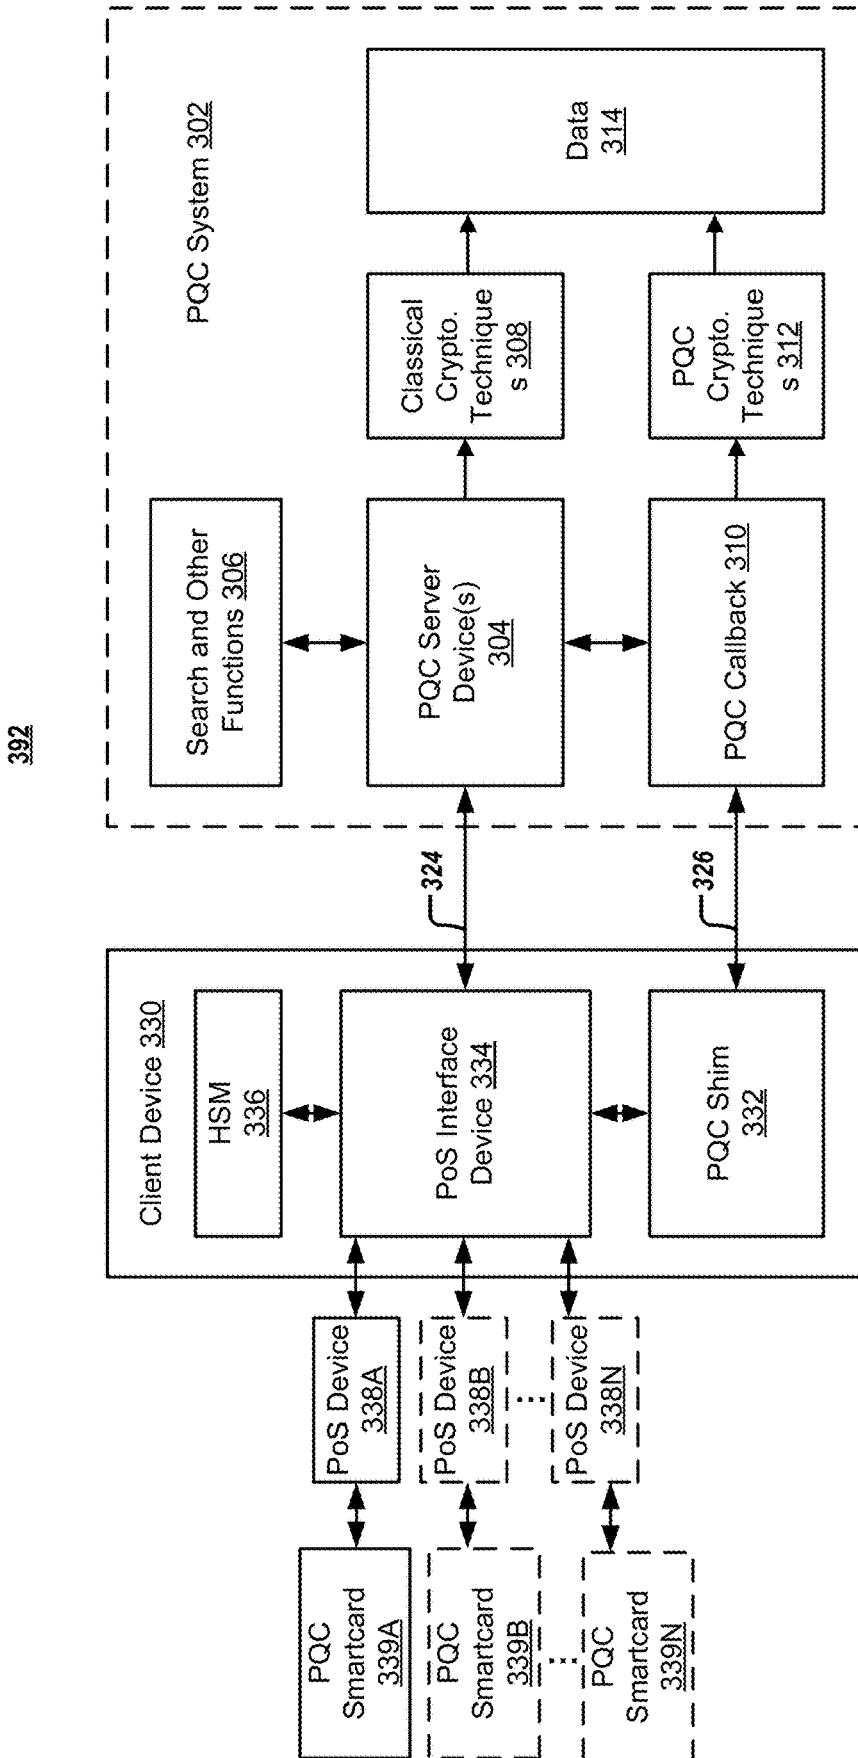 392
PQC System 302
Search and Other
Functions 306
PQC Server
Device(s)
304
Classical
Crypto.
Technique
s 308
Data
314
PQC Callback 310
PQC
Crypto.
Technique
s 312
324
326
Client Device 330
HSM
336
PoS Interface
Device 334
PQC Shim
332
PoS Device
338A
PoS Device
338B
...
PoS Device
338N
PQC
Smartcard
339A
PQC
Smartcard
339B
...
PQC
Smartcard
339N